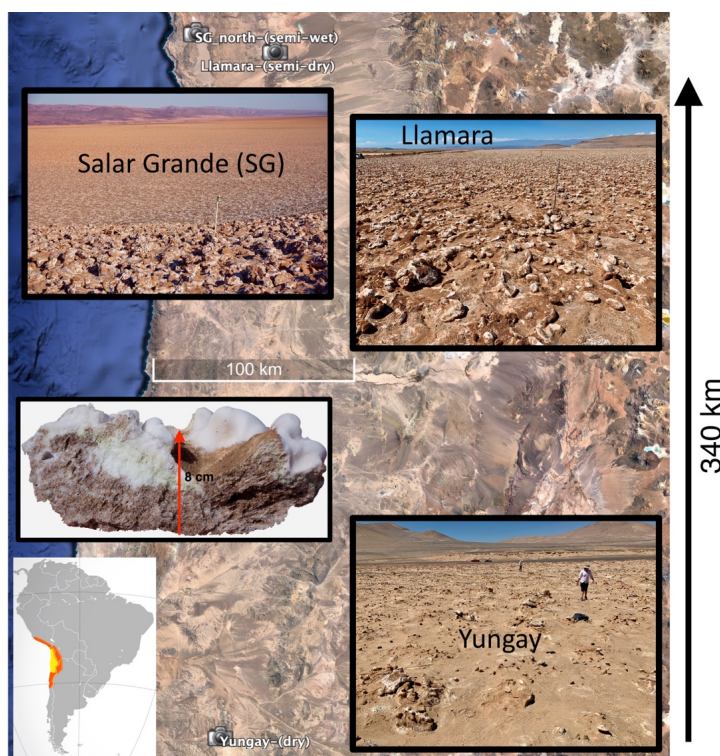 SG_north-(semi-wet)
Llamara-(semi-dry)
Salar Grande (SG)
Llamara
100 km
340 km
8 cm
Yungay
Yungay-(dry)